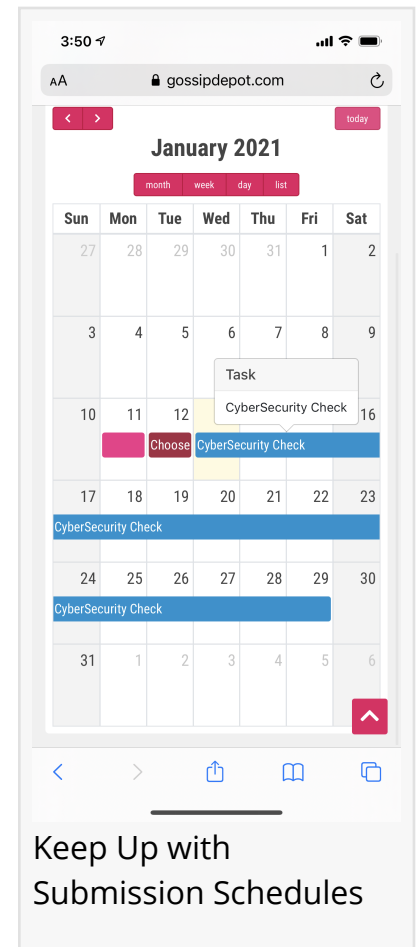 3:50
AA gossipdepot.com
today
January 2021
month week day list
Sun Mon Tue Wed Thu Fri Sat
27 28 29 30 31 1 2
3 4 5 6 7 8 9
Task
CyberSecurity Check
10 11 12 16
Choose CyberSecurity Check
17 18 19 20 21 22 23
CyberSecurity Check
24 25 26 27 28 29 30
CyberSecurity Check
31 1 2 3 4 5 6
Keep Up with
Submission Schedules